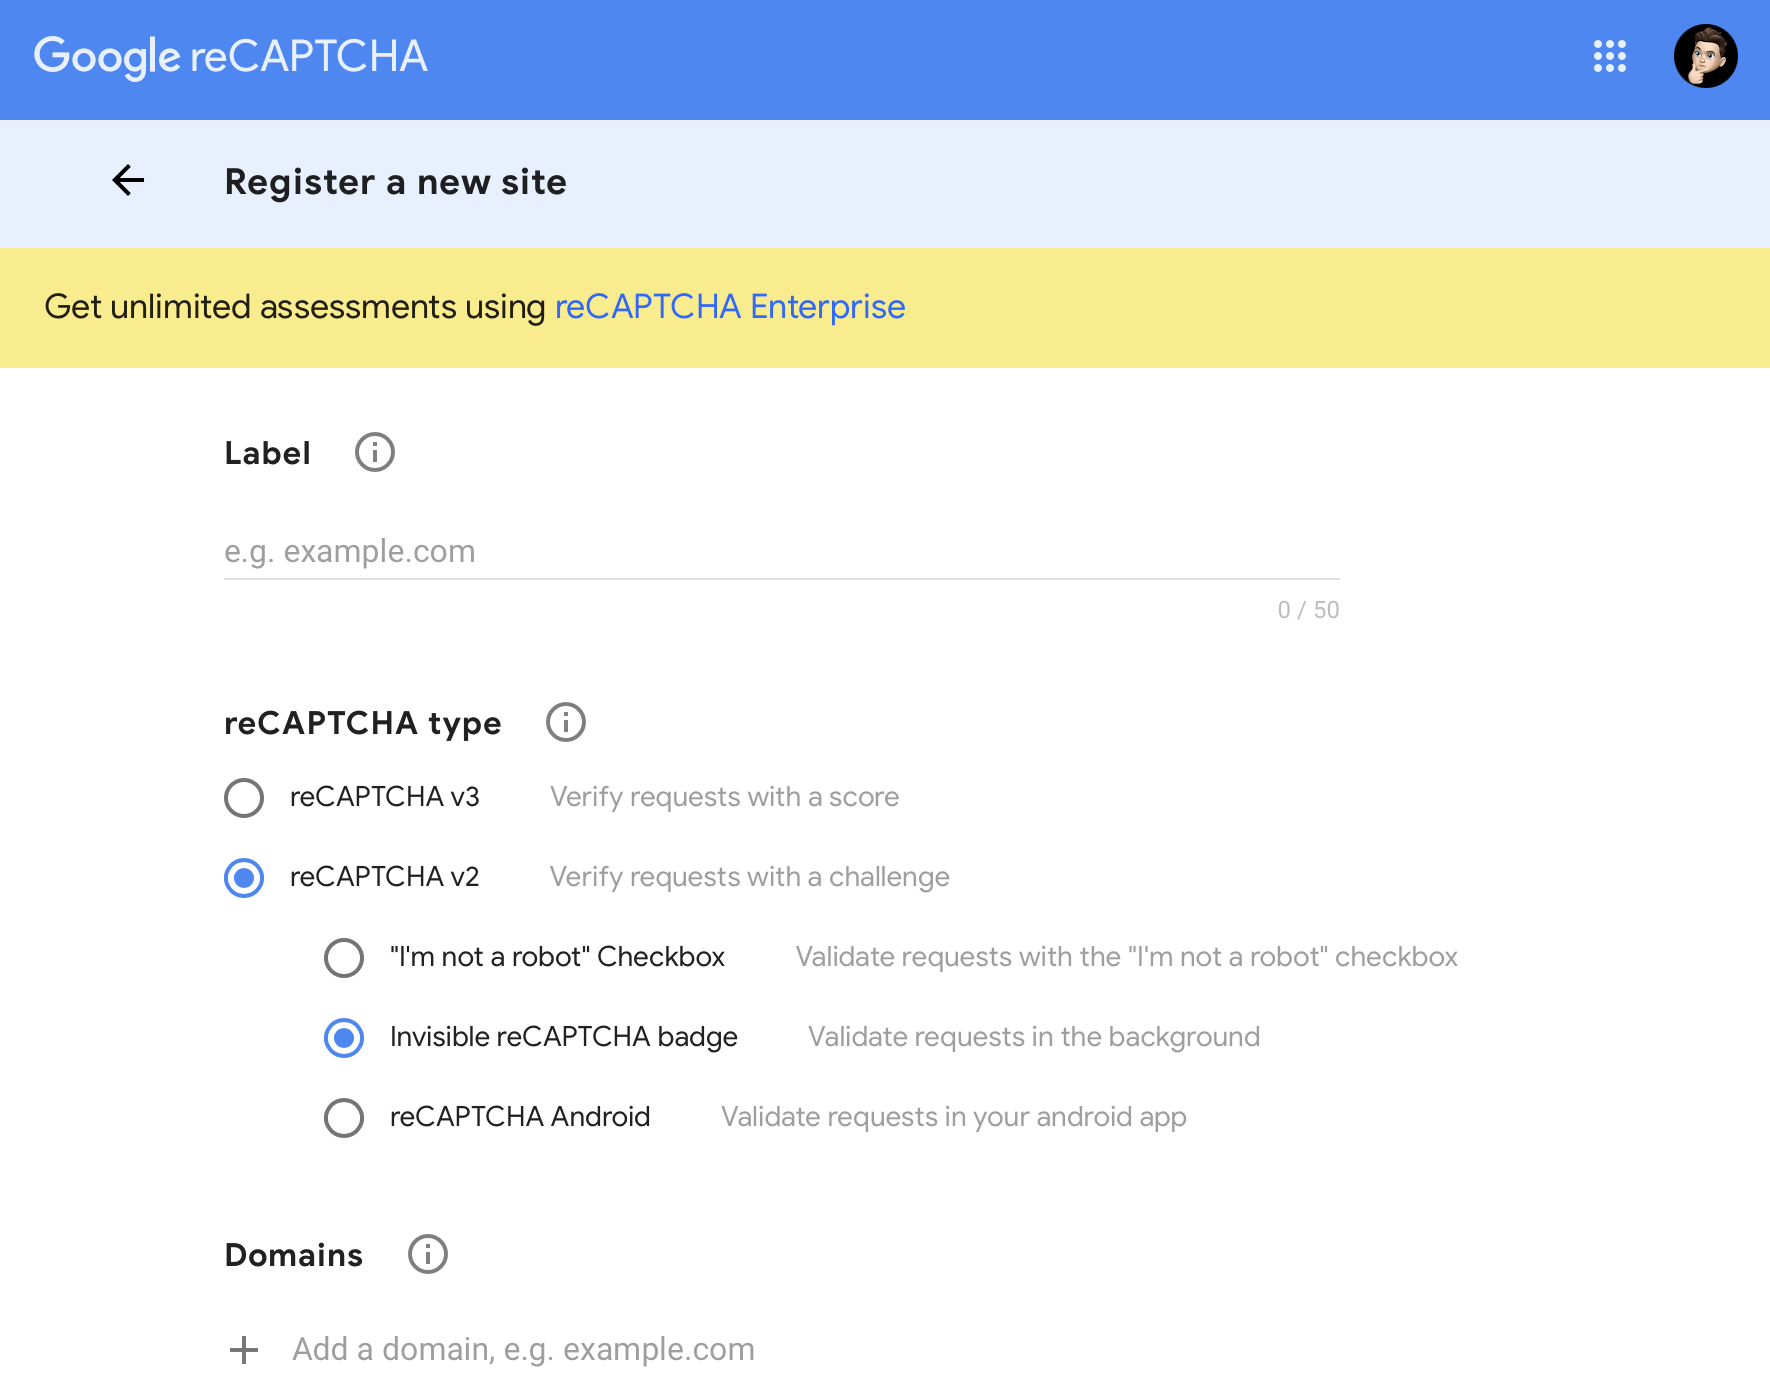 Google reCAPTCHA
Register a new site
Get unlimited assessments using reCAPTCHA Enterprise
Label
e.g. example.com
0 / 50
reCAPTCHA type
reCAPTCHA v3 Verify requests with a score
reCAPTCHA v2 Verify requests with a challenge
"I'm not a robot" Checkbox Validate requests with the "I'm not a robot" checkbox
Invisible reCAPTCHA badge Validate requests in the background
reCAPTCHA Android Validate requests in your android app
Domains
Add a domain, e.g. example.com